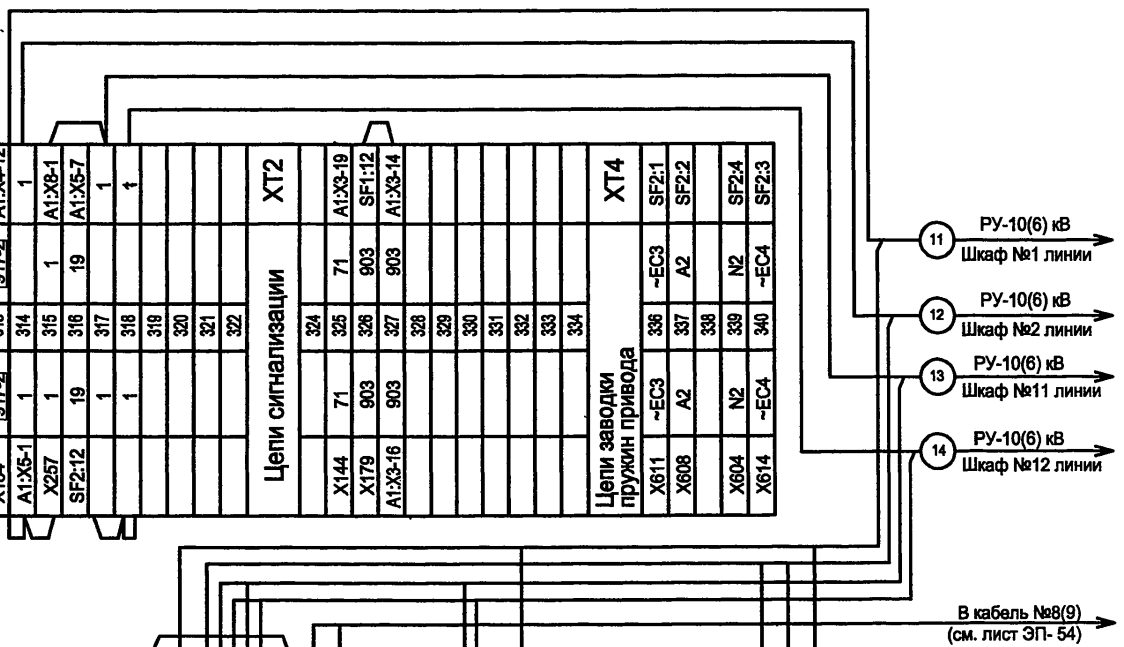 A1:X4-12
1
A1:X8-1
A1:X5-7
1
1
XT2
A1:X3-19
SF1:12
A1:X3-14
XT4
SF2:1
SF2:2
SF2:4
SF2:3
1
19
71
903
903
~EC3
A2
N2
~EC4
314
315
316
317
318
319
320
321
322
Цепи сигнализации
324
325
326
327
328
329
330
331
332
333
334
Цепи заводки
пружин привода
336
337
338
339
340
1
1
19
1
1
71
903
903
~EC3
A2
N2
~EC4
A1:X5-1
X257
SF2:12
X144
X179
A1:X3-16
X611
X608
X604
X614
11
РУ-10(6) кВ
Шкаф №1 линии
12
РУ-10(6) кВ
Шкаф №2 линии
13
РУ-10(6) кВ
Шкаф №11 линии
14
РУ-10(6) кВ
Шкаф №12 линии
В кабель №8(9)
(см. лист ЭП- 54)